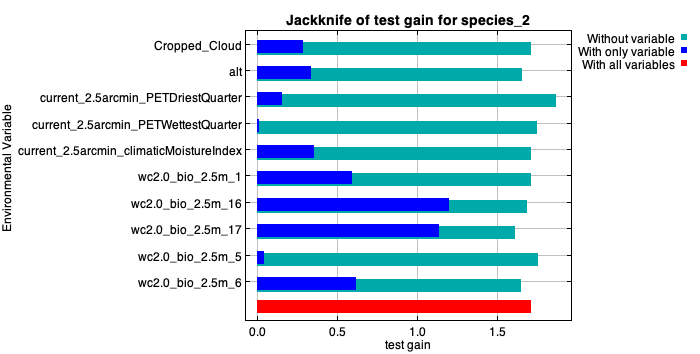 Jackknife of test gain for species_2
Without variable
With only variable
With all variables
Environmental Variable
Cropped_Cloud
alt
current_2.5arcmin_PETDriestQuarter
current_2.5arcmin_PETWettestQuarter
current_2.5arcmin_climaticMoistureIndex
wc2.0_bio_2.5m_1
wc2.0_bio_2.5m_16
wc2.0_bio_2.5m_17
wc2.0_bio_2.5m_5
wc2.0_bio_2.5m_6
0.0 0.5 1.0 1.5
test gain